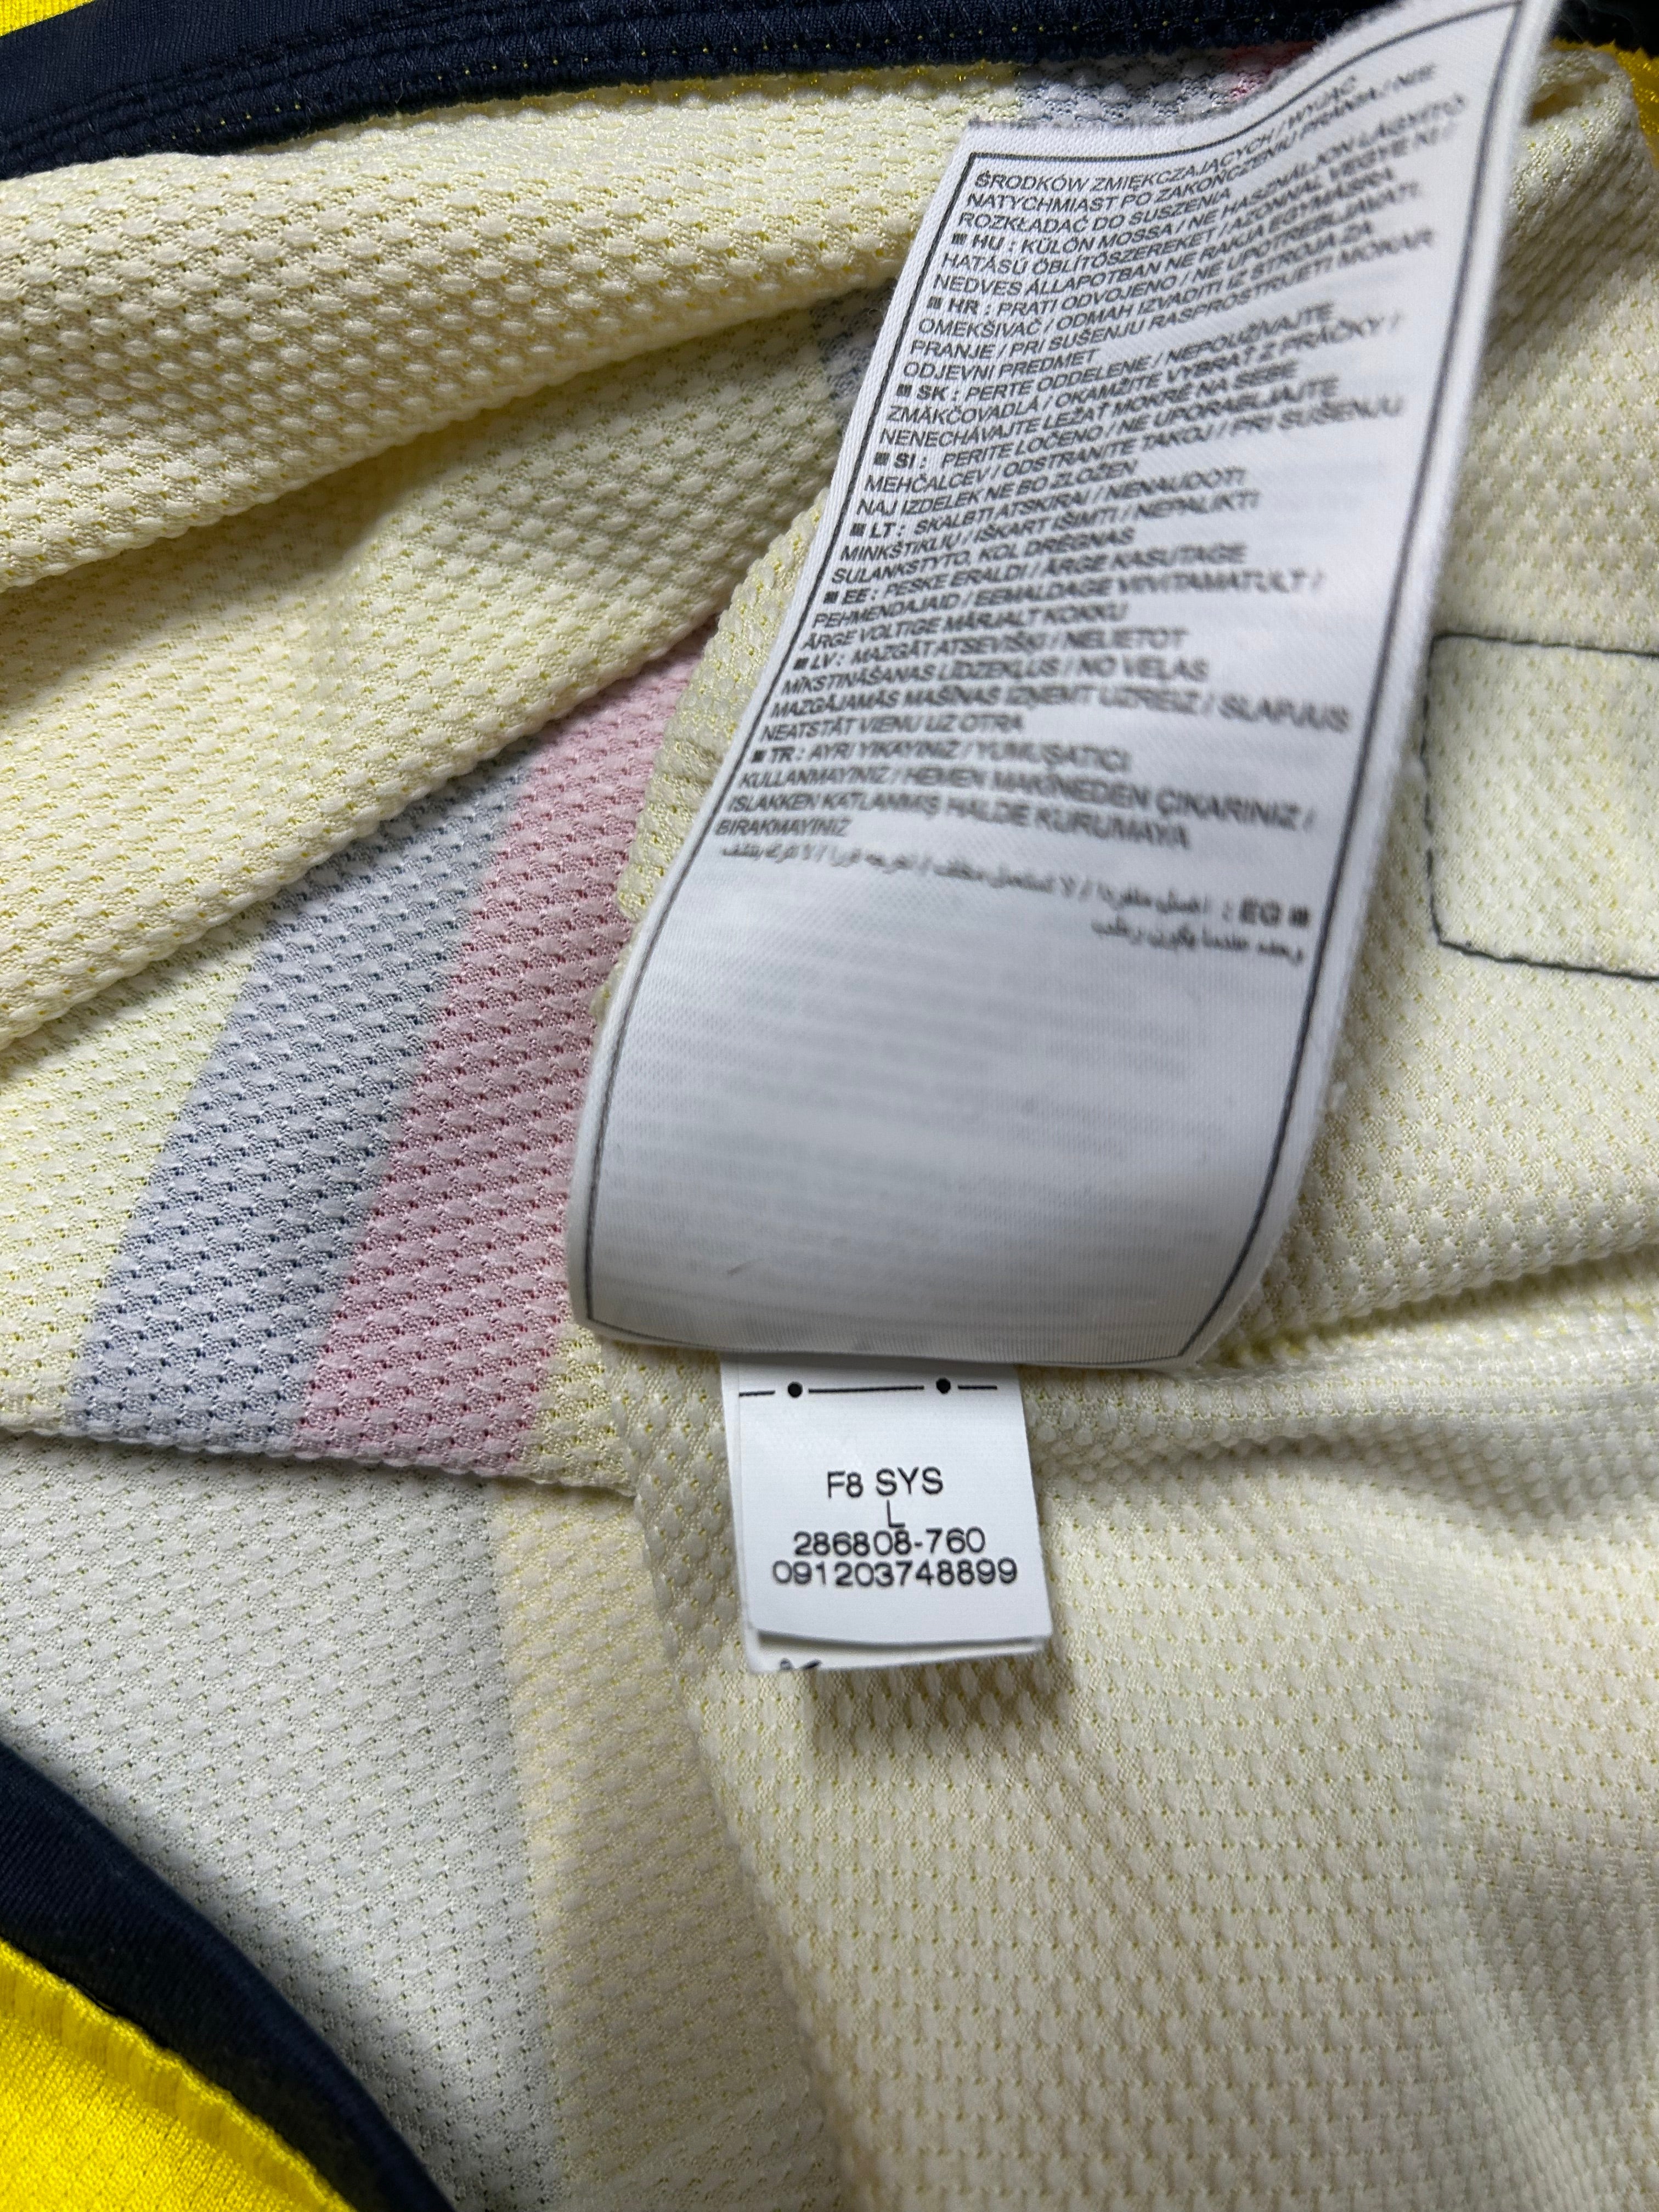 ŚRODKÓW ZMIĘKCZAJĄCYCH / WYJĄĆ
NATYCHMIAST PO ZAKOŃCZENIU PRANIA / NIE
ROZKŁADAĆ DO SUSZENIA
HU : KÜLÖN MOSSA / NE HASZNÁLJON LÁGYÍTÓ
HATÁSÚ ÖBLÍTŐSZEREKET / AZONNAL VEGYE KI /
NEDVES ÁLLAPOTBAN NE RAKJA EGYMÁSRA
HR : PRATI ODVOJENO / NE UPOTREBLJAVATI
OMEKŠIVAČ / ODMAH IZVADITI IZ STROJA ZA
PRANJE / PRI SUŠENJU RASPROSTRIJETI MOKAR
ODJEVNI PREDMET
SK : PERTE ODDELENE / NEPOUŽÍVAJTE
ZMÄKČOVADLÁ / OKAMŽITE VYBRAŤ Z PRÁČKY /
NENECHÁVAJTE LEŽAŤ MOKRÉ NA SEBE
SI : PERITE LOČENO / NE UPORABLJAJTE
MEHČALCEV / ODSTRANITE TAKOJ / PRI SUŠENJU
NAJ IZDELEK NE BO ZLOŽEN
LT : SKALBTI ATSKIRAI / NENAUDOTI
MINKŠTIKLIŲ / IŠKART IŠIMTI / NEPALIKTI
SULANKSTYTO, KOL DRĖGNAS
EE : PESKE ERALDI / ÄRGE KASUTAGE
PEHMENDAJAID / EEMALDAGE VIIVITAMATULT /
ÄRGE VOLTIGE MÄRJALT KOKKU
LV : MAZGĀT ATSEVIŠĶI / NELIETOT
MĪKSTINĀŠANAS LĪDZEKĻUS / NO VEĻAS
MAZGĀJAMĀS MAŠĪNAS IZŅEMT UZREIZ / SLAPJUS
NEATSTĀT VIENU UZ OTRA
TR : AYRI YIKAYINIZ / YUMUŞATICI
KULLANMAYINIZ / HEMEN MAKİNEDEN ÇIKARINIZ /
ISLAKKEN KATLANMIŞ HALDE KURUMAYA
BIRAKMAYINIZ
EG :
F8 SYS
L
286808-760
091203748899